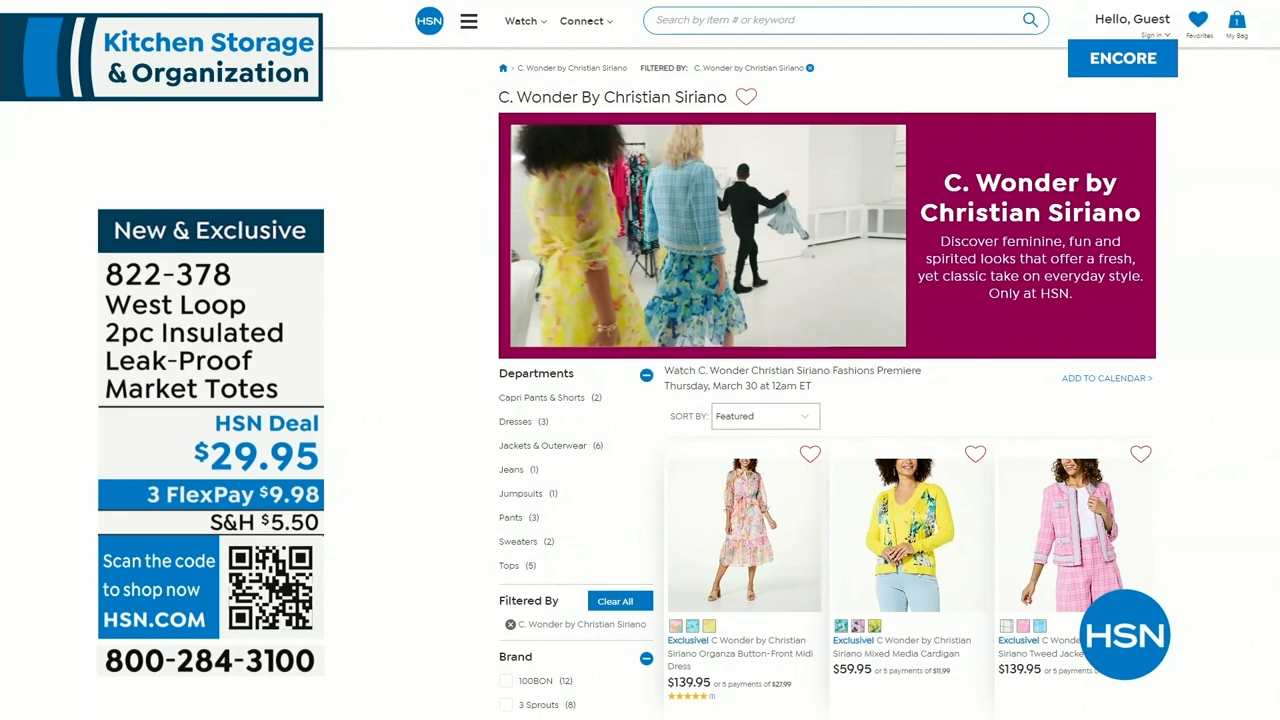 Kitchen Storage
& Organization
HSN
Watch
Connect
Search by item # or keyword
Hello, Guest
Sign in
Favorites
1
My Bag
ENCORE
> C. Wonder by Christian Siriano
FILTERED BY:
C. Wonder by Christian Siriano
C. Wonder By Christian Siriano
C. Wonder by
Christian Siriano
Discover feminine, fun and
spirited looks that offer a fresh,
yet classic take on everyday style.
Only at HSN.
New & Exclusive
822-378
West Loop
2pc Insulated
Leak-Proof
Market Totes
HSN Deal
$29.95
3 FlexPay $9.98
S&H $5.50
Scan the code
to shop now
HSN.COM
800-284-3100
Departments
Capri Pants & Shorts (2)
Dresses (3)
Jackets & Outerwear (6)
Jeans (1)
Jumpsuits (1)
Pants (3)
Sweaters (2)
Tops (5)
Filtered By
Clear All
C. Wonder by Christian Siriano
Brand
100BON (12)
3 Sprouts (8)
Watch C. Wonder Christian Siriano Fashions Premiere
Thursday, March 30 at 12am ET
ADD TO CALENDAR >
SORT BY:
Featured
Exclusive! C Wonder by Christian
Siriano Organza Button-Front Midi
Dress
$139.95 or 5 payments of $27.99
(1)
Exclusive! C Wonder by Christian
Siriano Mixed Media Cardigan
$59.95 or 5 payments of $11.99
Exclusive! C Wonde
Siriano Tweed Jacke
$139.95 or 5 payments
HSN